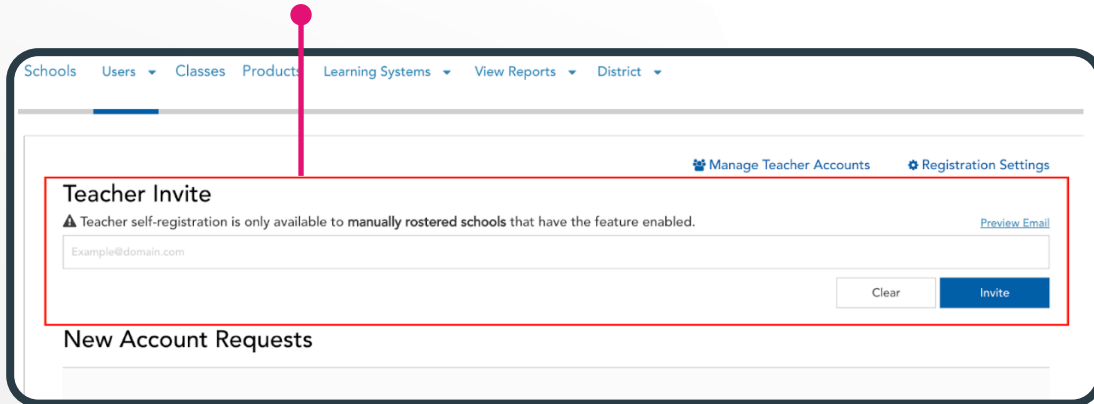 Schools Users Classes Products Learning Systems View Reports District
Manage Teacher Accounts Registration Settings
Teacher Invite
Teacher self-registration is only available to manually rostered schools that have the feature enabled. Preview Email
Example@domain.com
Clear Invite
New Account Requests